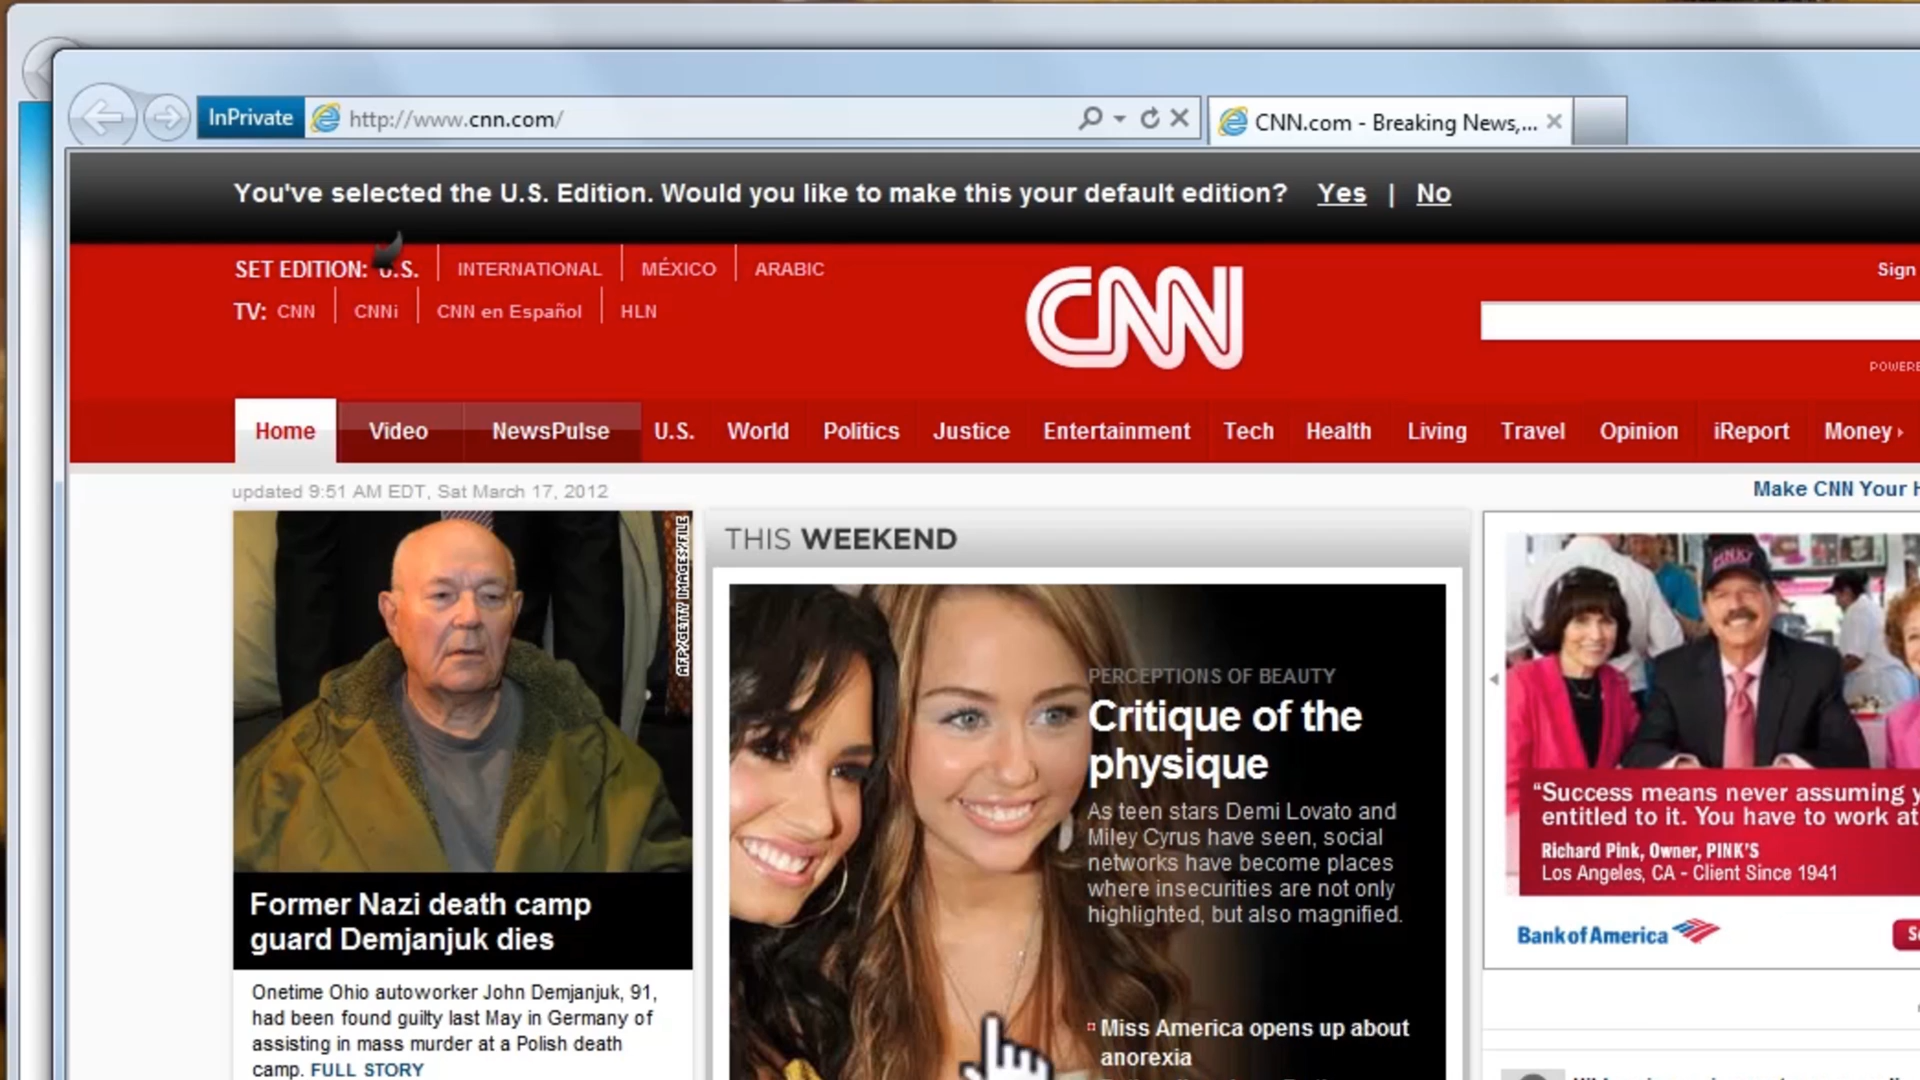 InPrivate
http://www.cnn.com/
CNN.com - Breaking News,...
You've selected the U.S. Edition. Would you like to make this your default edition? Yes | No
SET EDITION: U.S. INTERNATIONAL MÉXICO ARABIC
TV: CNN CNNi CNN en Español HLN
CNN
Sign
POWERE
Home Video NewsPulse U.S. World Politics Justice Entertainment Tech Health Living Travel Opinion iReport Money
updated 9:51 AM EDT, Sat March 17, 2012
Make CNN Your H
AFP/GETTY IMAGES/FILE
Former Nazi death camp
guard Demjanjuk dies
Onetime Ohio autoworker John Demjanjuk, 91,
had been found guilty last May in Germany of
assisting in mass murder at a Polish death
camp. FULL STORY
THIS WEEKEND
PERCEPTIONS OF BEAUTY
Critique of the
physique
As teen stars Demi Lovato and
Miley Cyrus have seen, social
networks have become places
where insecurities are not only
highlighted, but also magnified.
Miss America opens up about
anorexia
PINK'S
“Success means never assuming y
entitled to it. You have to work at
Richard Pink, Owner, PINK'S
Los Angeles, CA - Client Since 1941
Bank of America